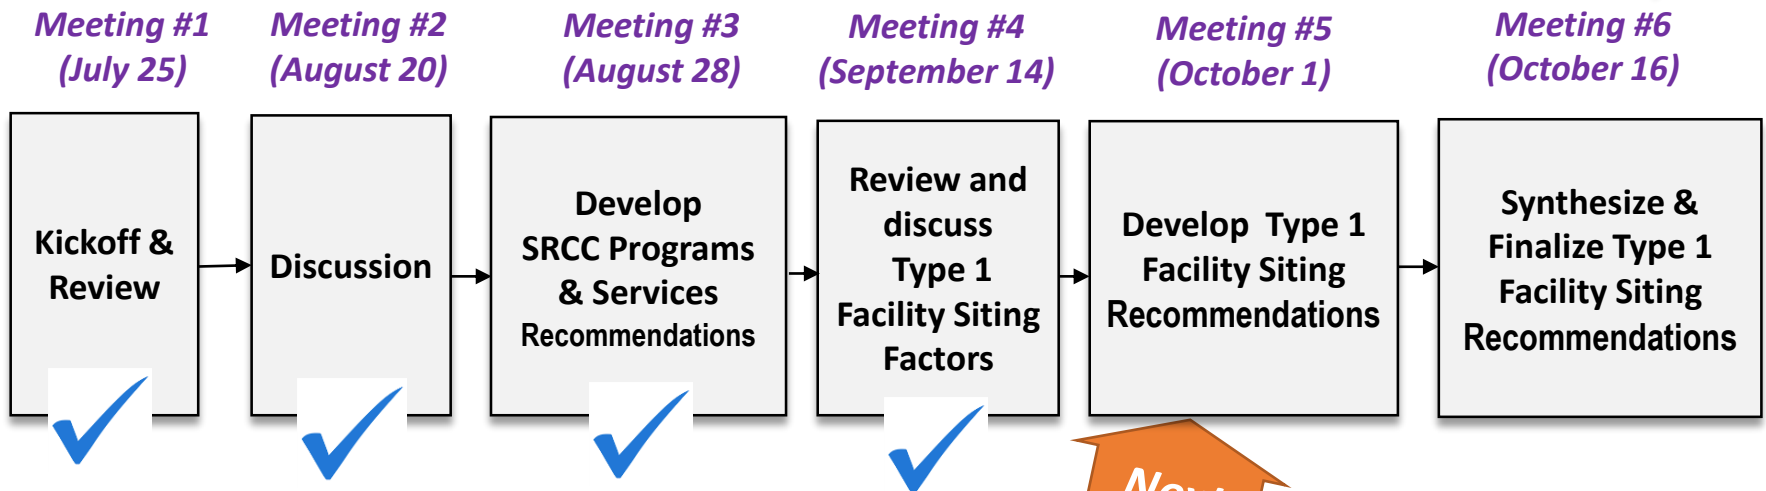 Meeting #1
(July 25)
Meeting #2
(August 20)
Meeting #3
(August 28)
Meeting #4
(September 14)
Meeting #5
(October 1)
Meeting #6
(October 16)
Kickoff &
Review
Discussion
Develop
SRCC Programs
& Services
Recommendations
Review and
discuss
Type 1
Facility Siting
Factors
Develop Type 1
Facility Siting
Recommendations
Synthesize &
Finalize Type 1
Facility Siting
Recommendations